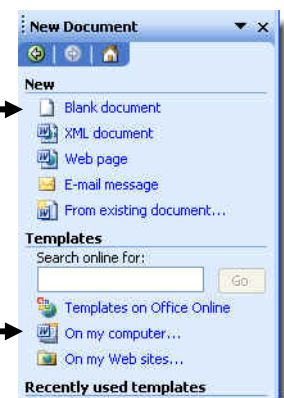 New Document
New
Blank document
XML document
Web page
E-mail message
From existing document...
Templates
Search online for:
Go
Templates on Office Online
On my computer...
On my Web sites...
Recently used templates